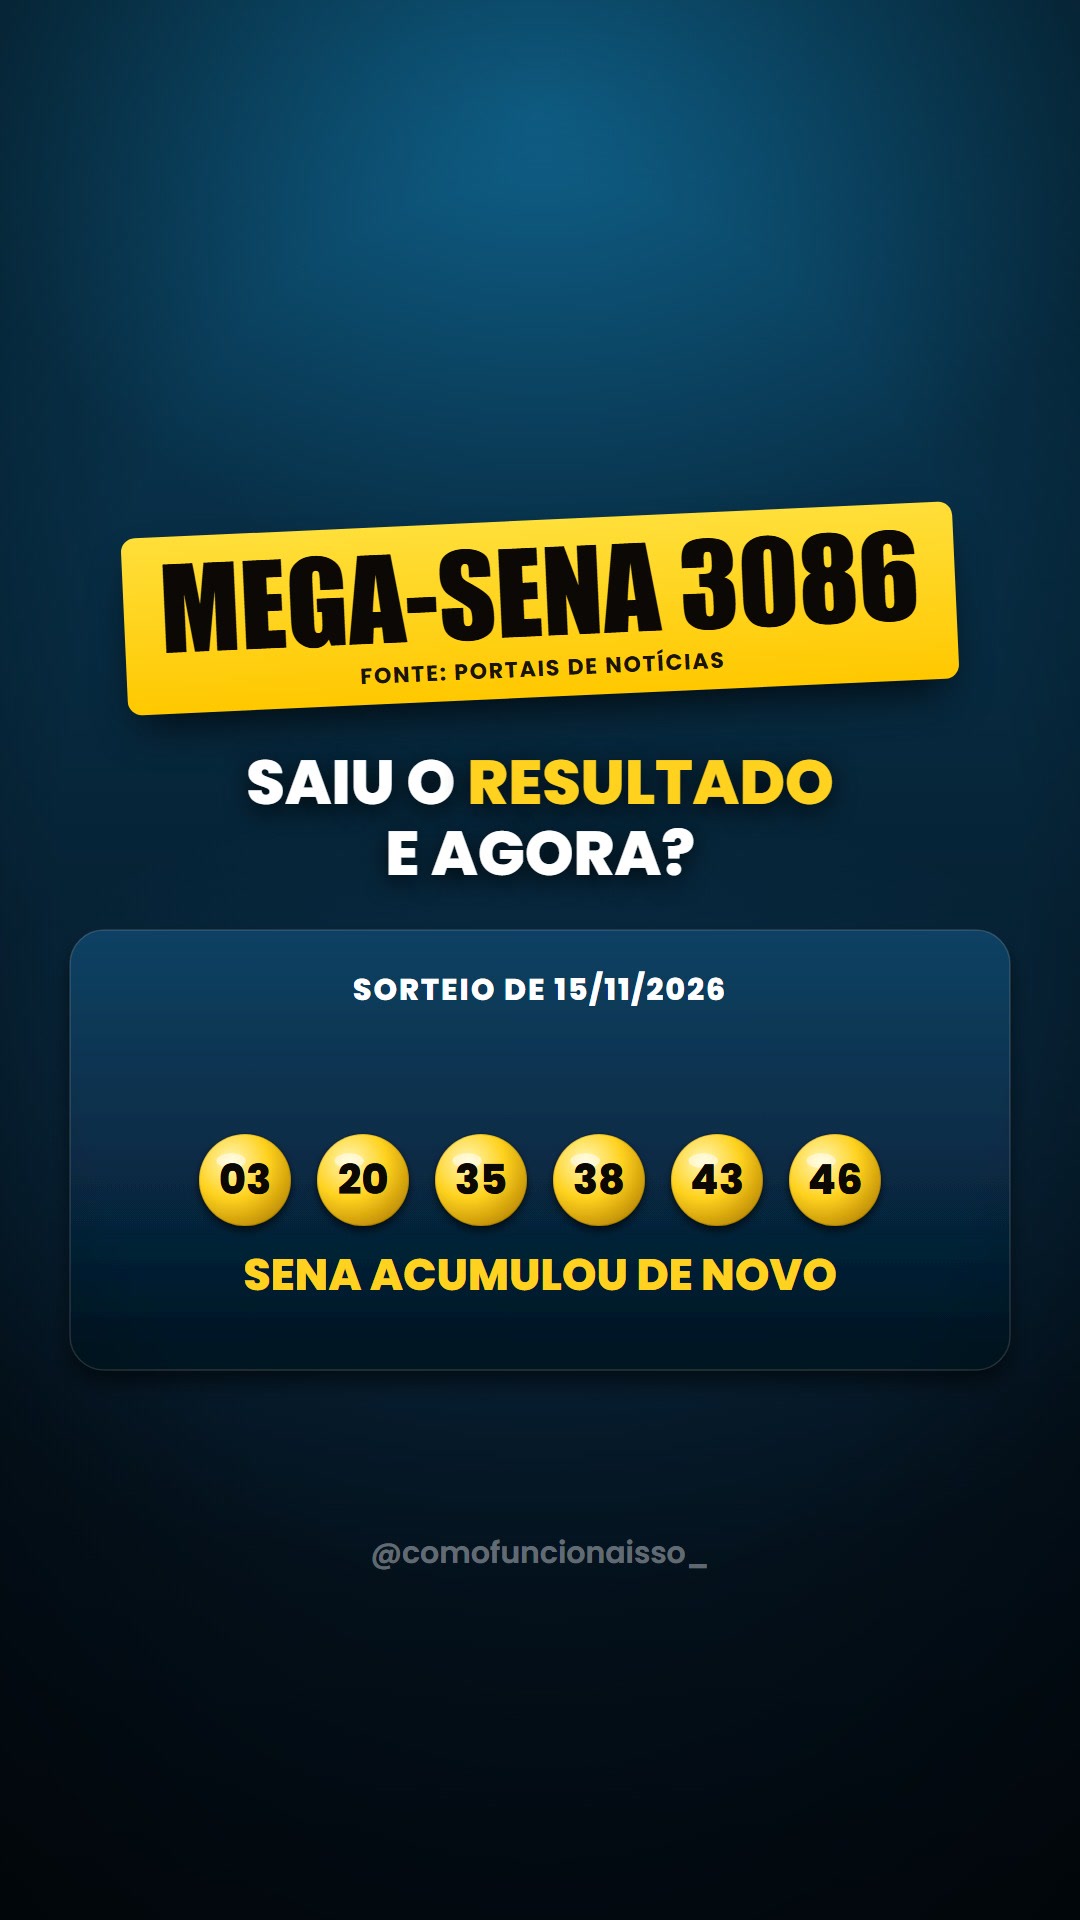 MEGA-SENA 3086
FONTE: PORTAIS DE NOTÍCIAS
SAIU O RESULTADO
E AGORA?
SORTEIO DE 15/11/2026
03 20 35 38 43 46
SENA ACUMULOU DE NOVO
@comofuncionaisso_